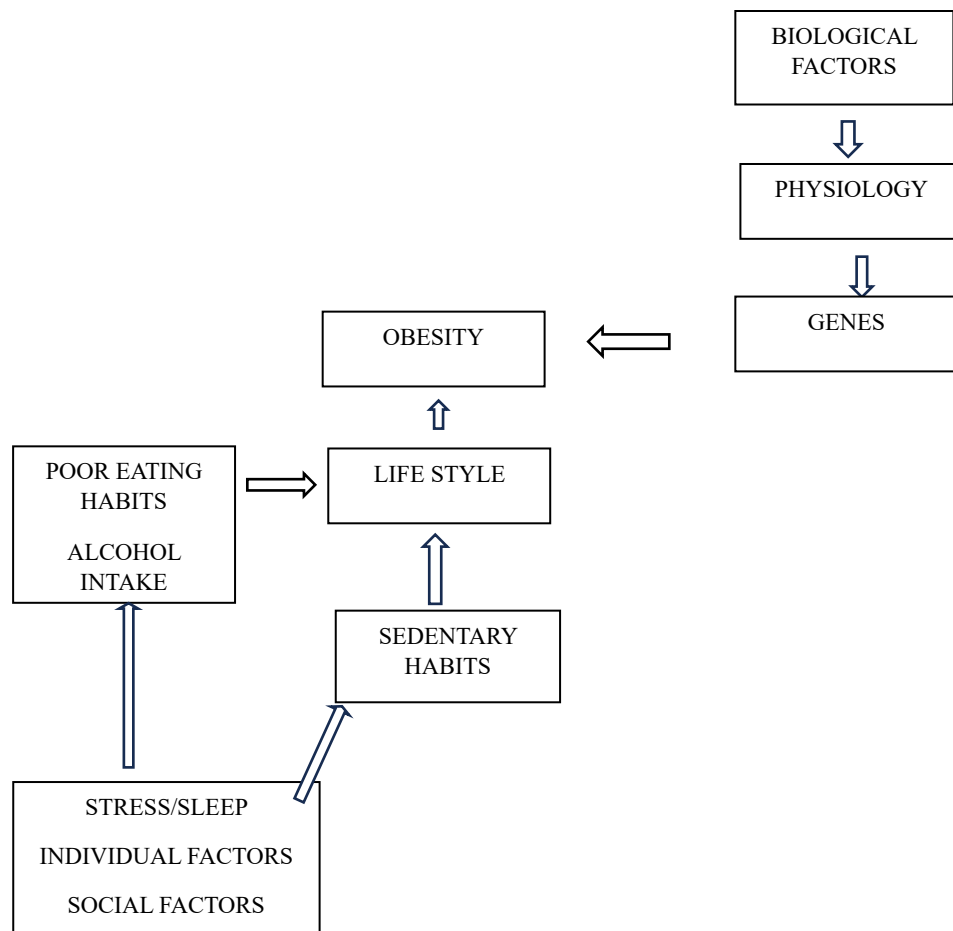 BIOLOGICAL
FACTORS
PHYSIOLOGY
GENES
OBESITY
LIFE STYLE
POOR EATING
HABITS
ALCOHOL
INTAKE
SEDENTARY
HABITS
STRESS/SLEEP
INDIVIDUAL FACTORS
SOCIAL FACTORS